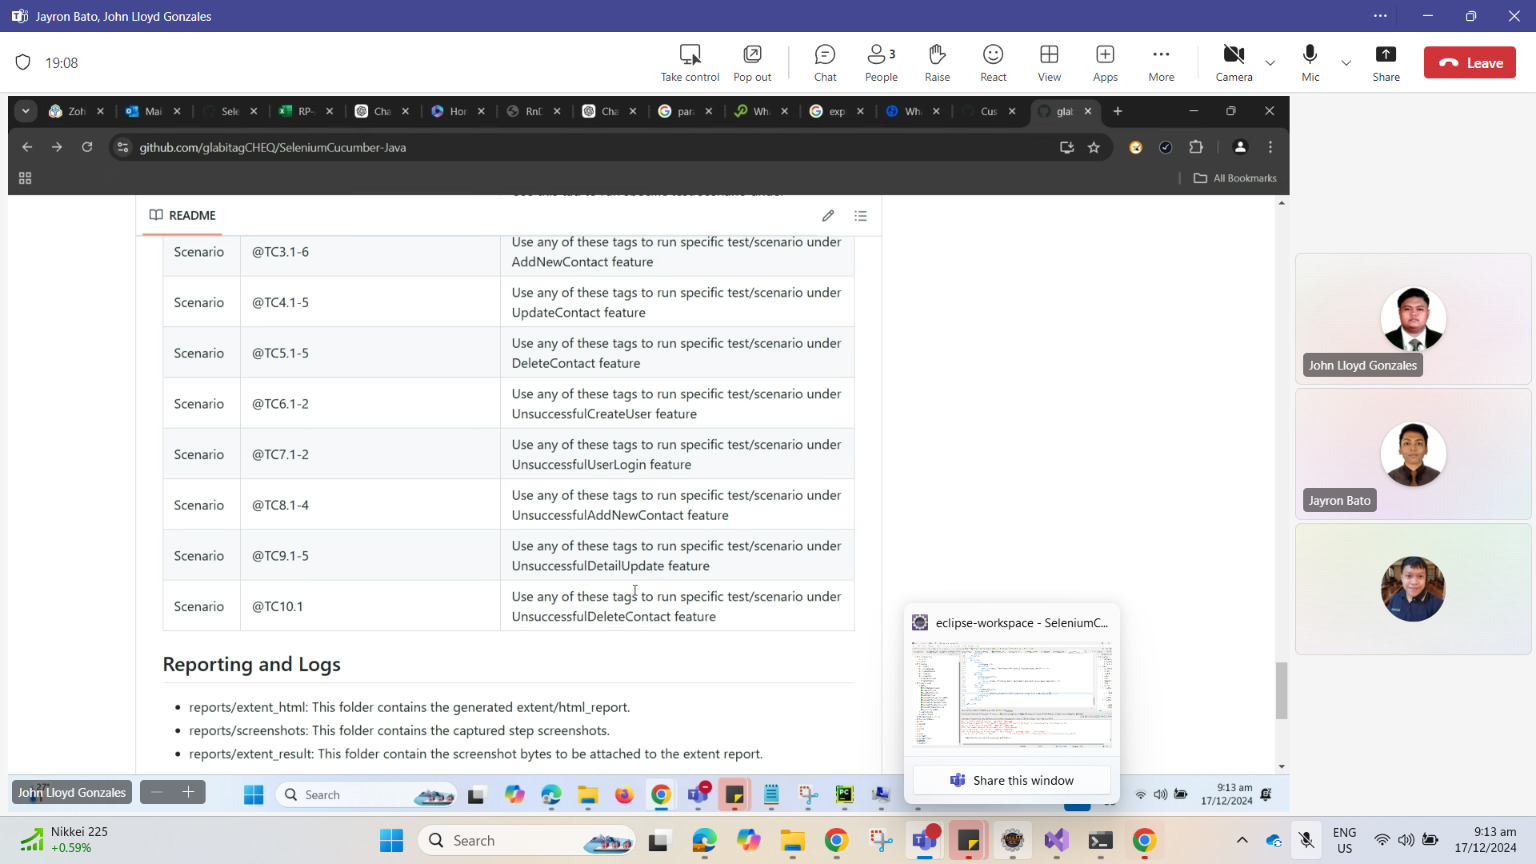 Jayron Bato, John Lloyd Gonzales
19:08
Take control
Pop out
Chat
3
People
Raise
React
View
Apps
More
Camera
Mic
Share
Leave
Zoh
Mai
Sele
RP-
Cha
Hor
RnD
Cha
par
Wh
exp
Wha
Cus
glab
github.com/glabitagCHEQ/SeleniumCucumber-Java
All Bookmarks
README
Scenario @TC3.1-6 Use any of these tags to run specific test/scenario under
AddNewContact feature
Scenario @TC4.1-5 Use any of these tags to run specific test/scenario under
UpdateContact feature
Scenario @TC5.1-5 Use any of these tags to run specific test/scenario under
DeleteContact feature
Scenario @TC6.1-2 Use any of these tags to run specific test/scenario under
UnsuccessfulCreateUser feature
Scenario @TC7.1-2 Use any of these tags to run specific test/scenario under
UnsuccessfulUserLogin feature
Scenario @TC8.1-4 Use any of these tags to run specific test/scenario under
UnsuccessfulAddNewContact feature
Scenario @TC9.1-5 Use any of these tags to run specific test/scenario under
UnsuccessfulDetailUpdate feature
Scenario @TC10.1 Use any of these tags to run specific test/scenario under
UnsuccessfulDeleteContact feature
Reporting and Logs
• reports/extent_html: This folder contains the generated extent/html_report.
• reports/screenshots: This folder contains the captured step screenshots.
• reports/extent_result: This folder contain the screenshot bytes to be attached to the extent report.
John Lloyd Gonzales
Jayron Bato
eclipse-workspace - SeleniumC...
Share this window
John Lloyd Gonzales
Search
9:13 am
17/12/2024
Nikkei 225
+0.59%
Search
ENG
US
9:13 am
17/12/2024